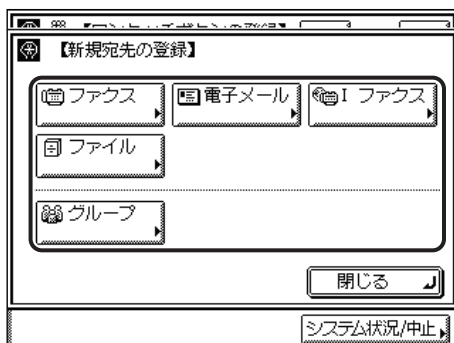 【新規宛先の登録】
ファクス 電子メール I ファクス
ファイル
グループ
閉じる
システム状況/中止